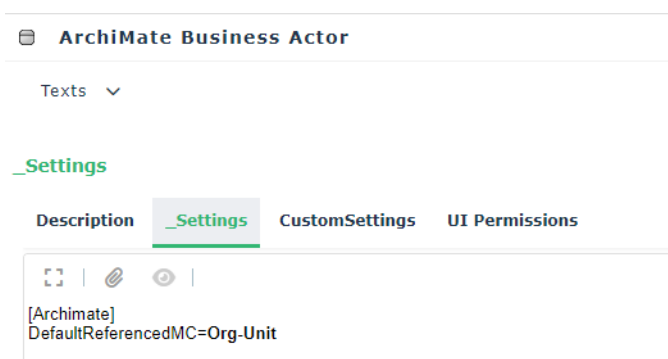 ArchiMate Business Actor
Texts
_Settings
Description _Settings CustomSettings UI Permissions
[Archimate]
DefaultReferencedMC=Org-Unit